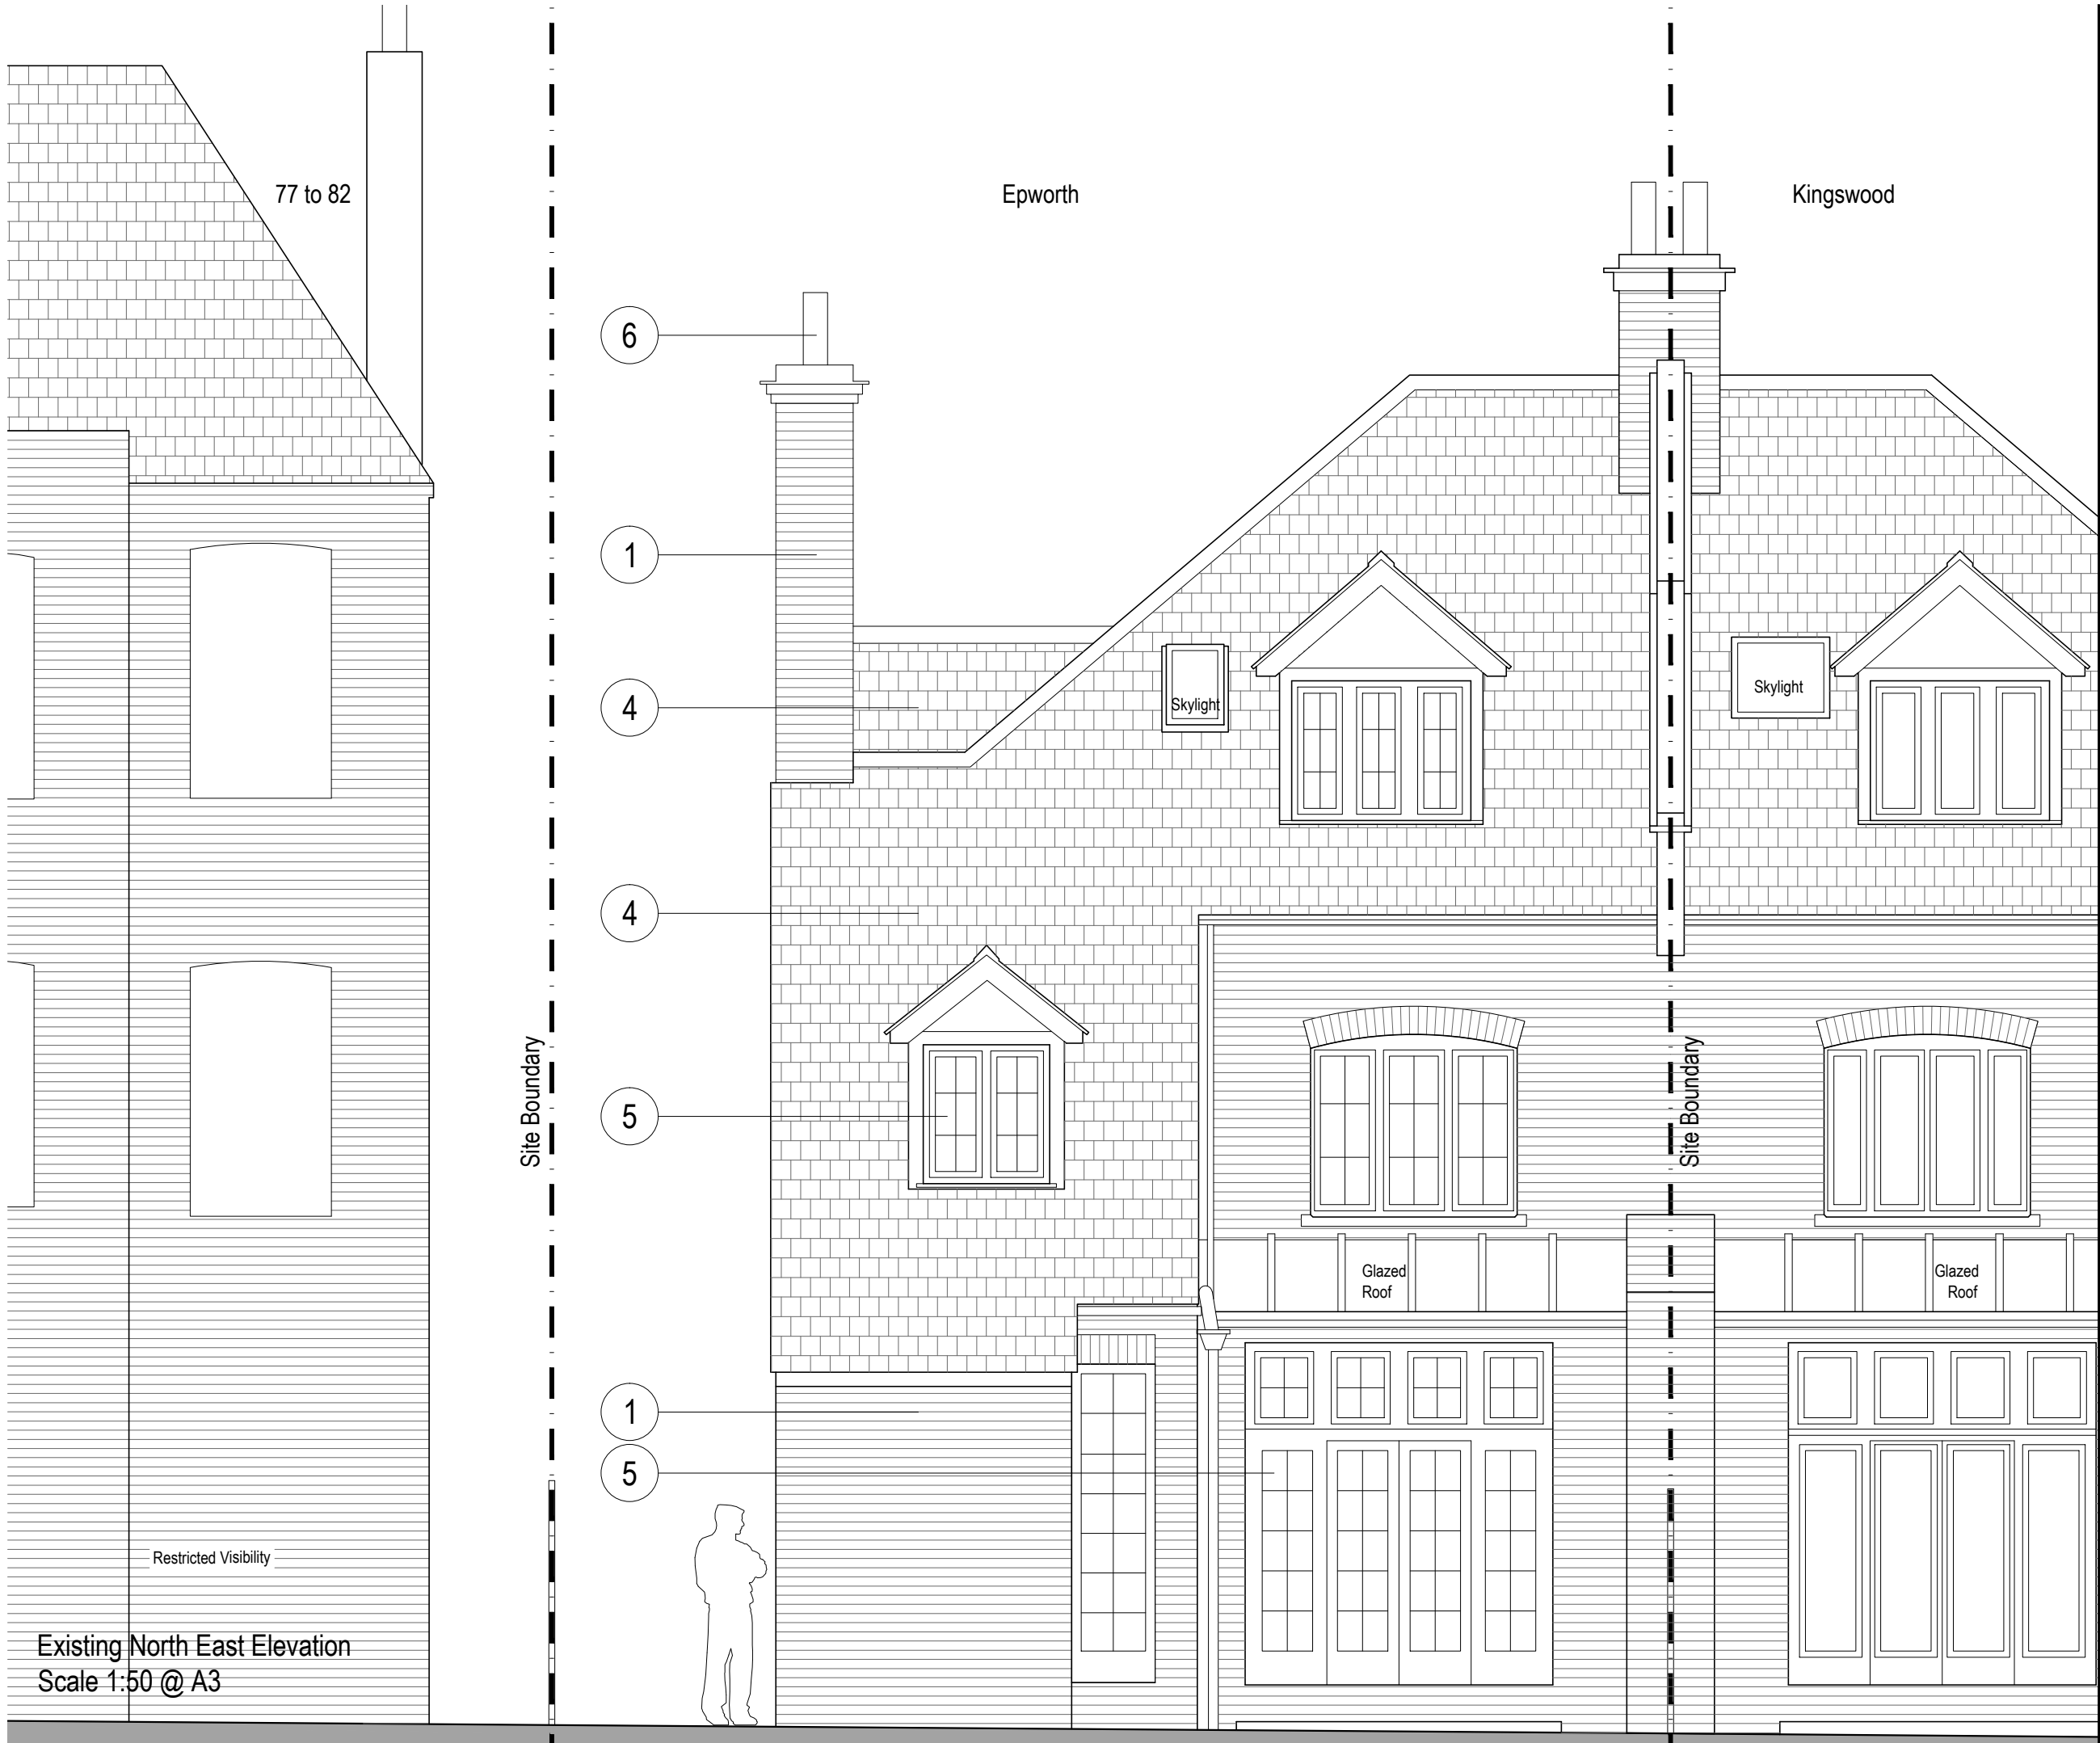 77 to 82
Epworth
Kingswood
6
1
4
Skylight
Skylight
4
Site Boundary
Site Boundary
5
Glazed
Roof
Glazed
Roof
1
5
Restricted Visibility
Existing North East Elevation
Scale 1:50 @ A3